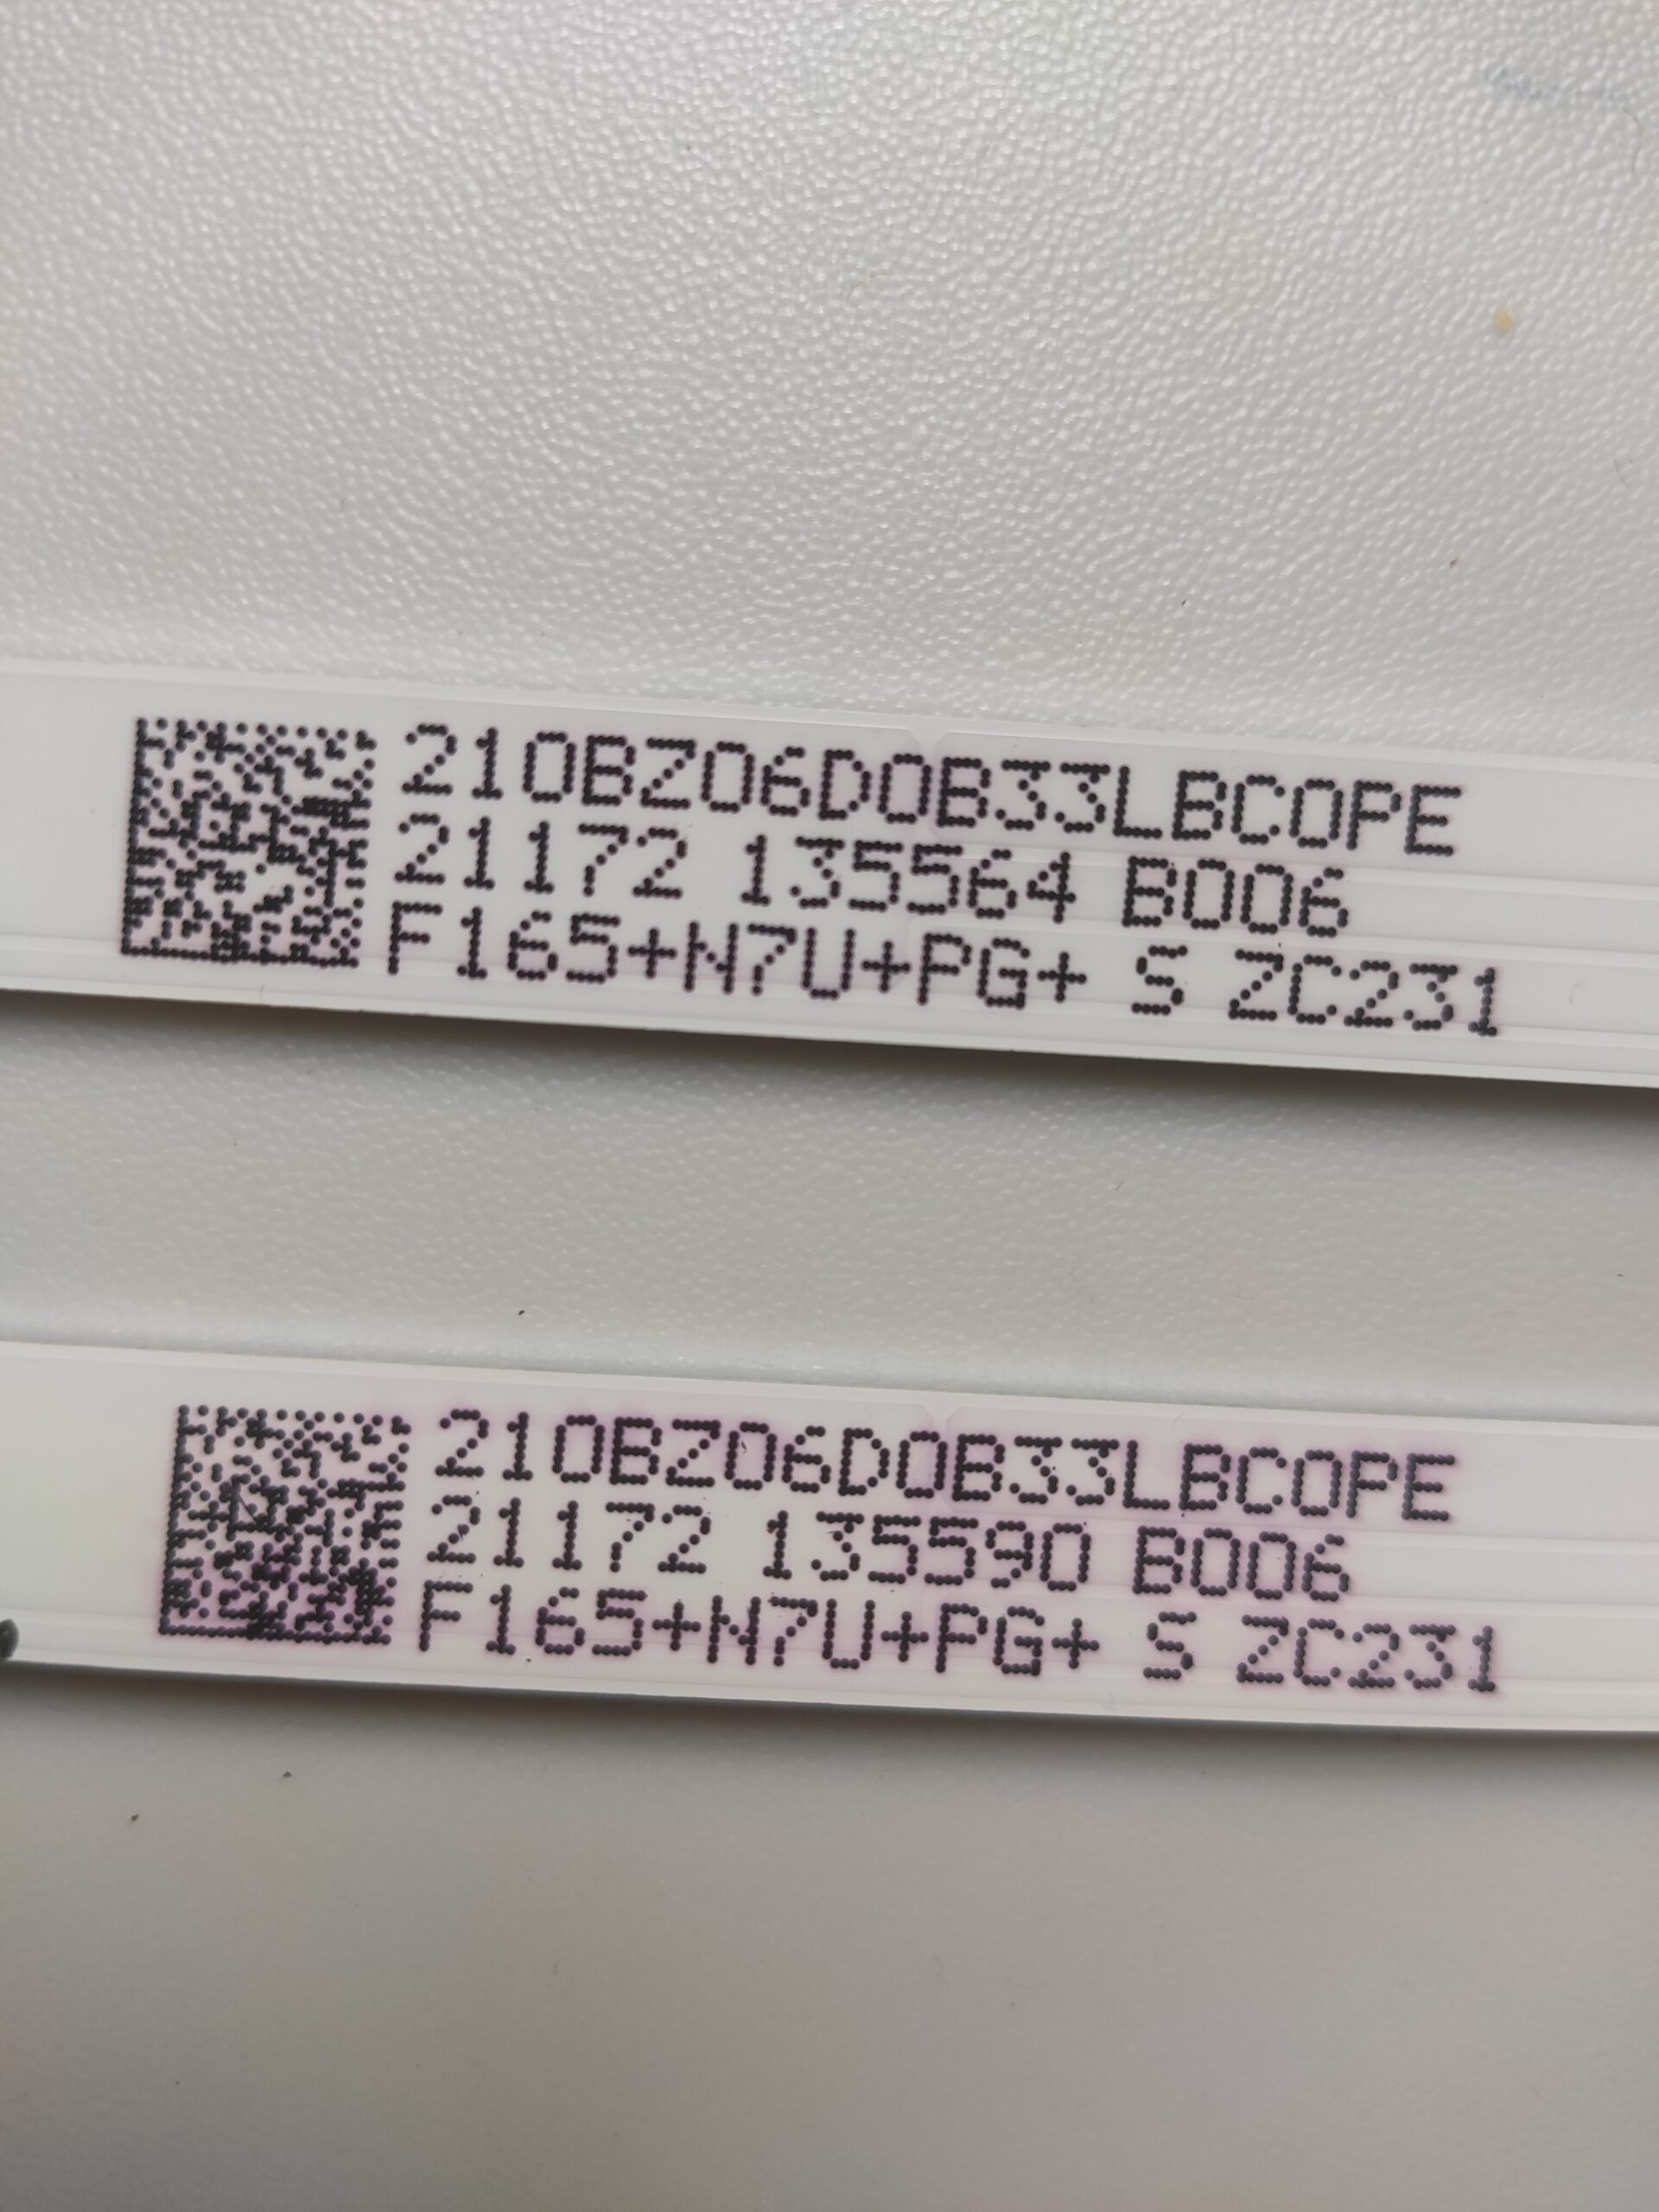 210BZ06D0B33LBC0PE
21172 135564 B006
F165+N7U+PG+ S ZC231
210BZ06D0B33LBC0PE
21172 135590 B006
F165+N7U+PG+ S ZC231